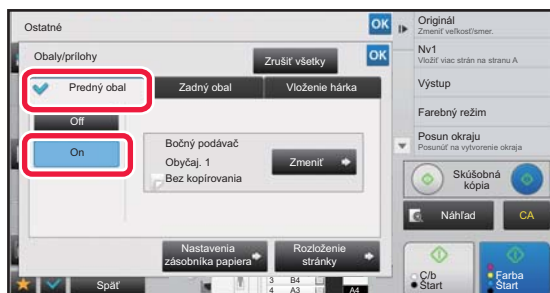 Ostatné
OK
Obaly/prílohy
Zrušiť všetky
OK
Predný obal
Zadný obal
Vloženie hárka
Off
On
Bočný podávač
Obyčaj. 1
Bez kopírovania
Zmeniť
Nastavenia
zásobníka papiera
Rozloženie
stránky
Späť
3 B4
4 A3
A4
Originál
Zmeniť veľkosť/smer.
Nv1
Vložiť viac strán na stranu A
Výstup
Farebný režim
Posun okraju
Posunúť na vytvorenie okraja
Skúšobná
kópia
Náhľad
CA
Č/b
Štart
Farba
Štart